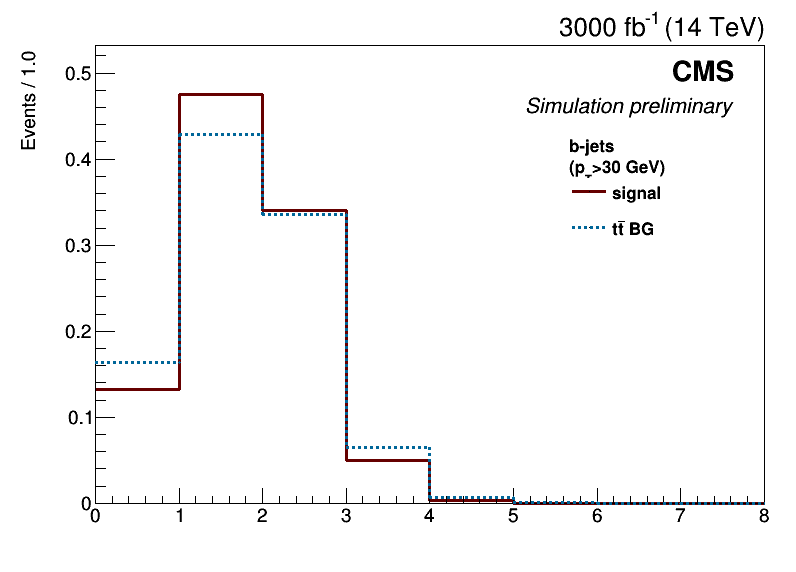 3000 fb-1 (14 TeV)
CMS
Simulation preliminary
Events / 1.0
b-jets
(pT>30 GeV)
signal
tt̄ BG
0.5
0.4
0.3
0.2
0.1
0
0 1 2 3 4 5 6 7 8